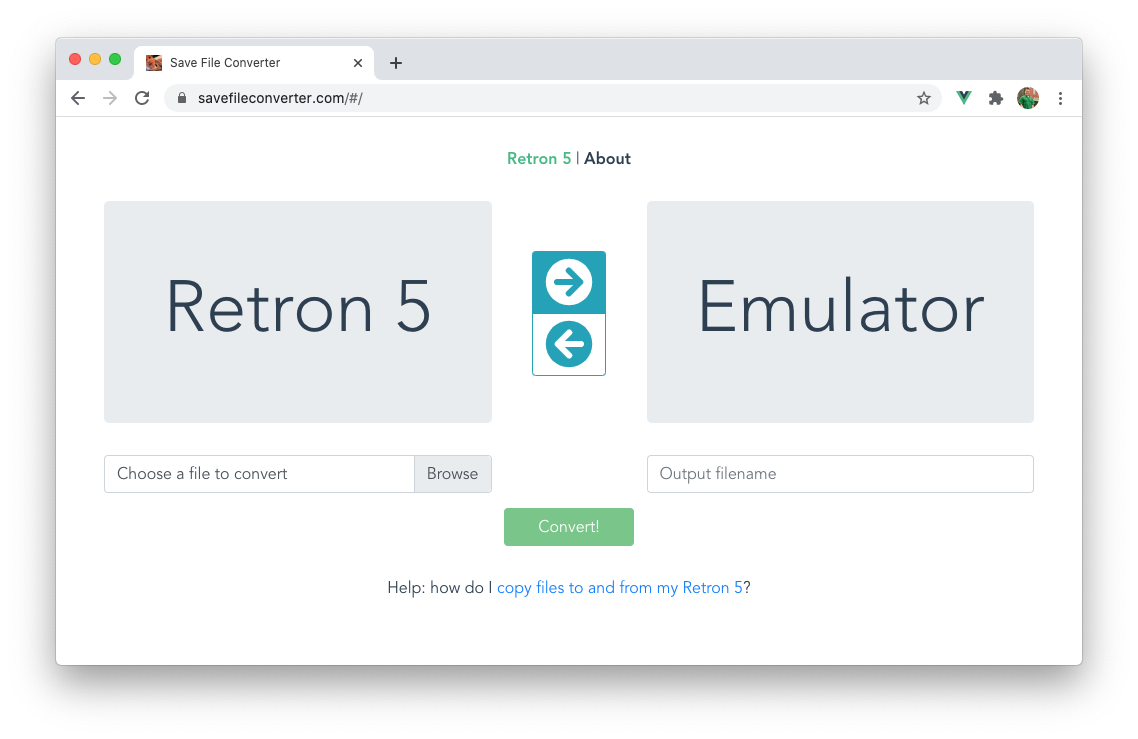 Save File Converter
savefileconverter.com/#/
Retron 5 | About
Retron 5
Emulator
Choose a file to convert
Browse
Output filename
Convert!
Help: how do I copy files to and from my Retron 5?